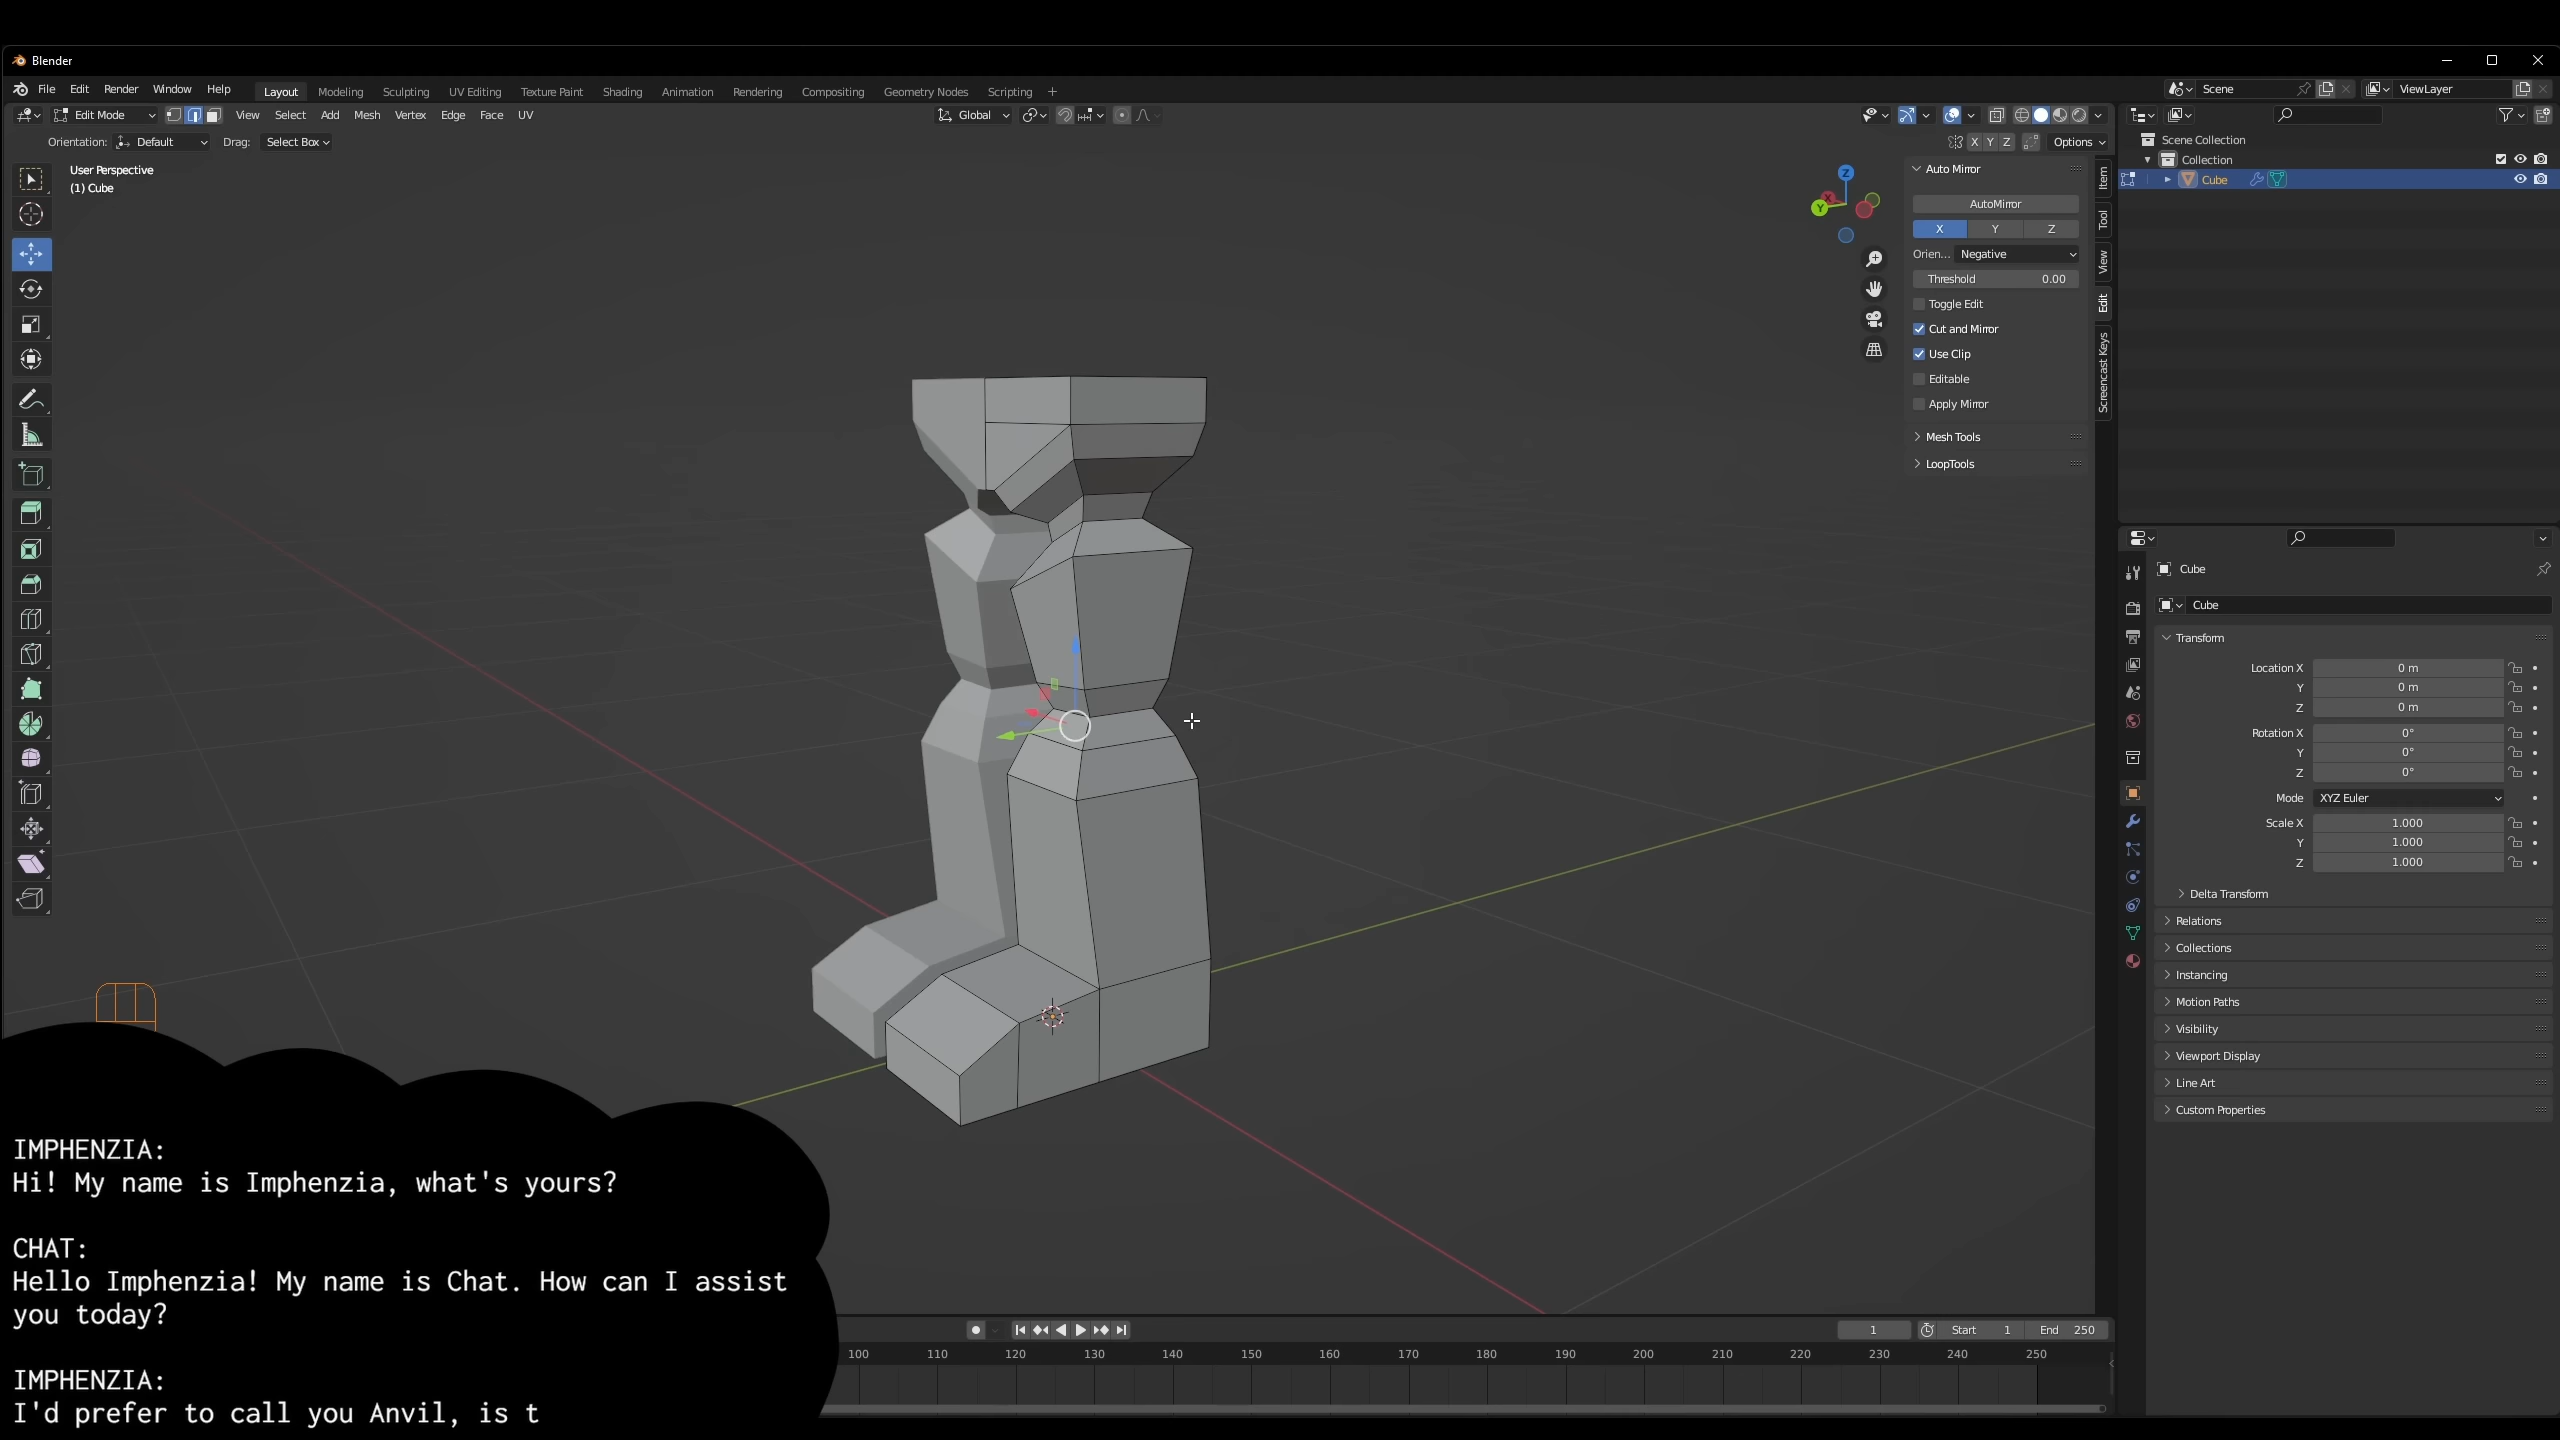 Blender
File Edit Render Window Help Layout Modeling Sculpting UV Editing Texture Paint Shading Animation Rendering Compositing Geometry Nodes Scripting + Scene ViewLayer
Edit Mode View Select Add Mesh Vertex Edge Face UV Global
Orientation: Default Drag: Select Box X Y Z Options
User Perspective
(1) Cube
Z
X
Y
Auto Mirror
AutoMirror
X Y Z
Orien... Negative
Threshold 0.00
Toggle Edit
Cut and Mirror
Use Clip
Editable
Apply Mirror
Mesh Tools
LoopTools
Item
Tool
View
Edit
Screencast Keys
Scene Collection
Collection
Cube
Cube
Cube
Transform
Location X 0 m
Y 0 m
Z 0 m
Rotation X 0°
Y 0°
Z 0°
Mode XYZ Euler
Scale X 1.000
Y 1.000
Z 1.000
Delta Transform
Relations
Collections
Instancing
Motion Paths
Visibility
Viewport Display
Line Art
Custom Properties
IMPHENZIA:
Hi! My name is Imphenzia, what's yours?
CHAT:
Hello Imphenzia! My name is Chat. How can I assist
you today?
IMPHENZIA:
I'd prefer to call you Anvil, is t
1 Start 1 End 250
100 110 120 130 140 150 160 170 180 190 200 210 220 230 240 250